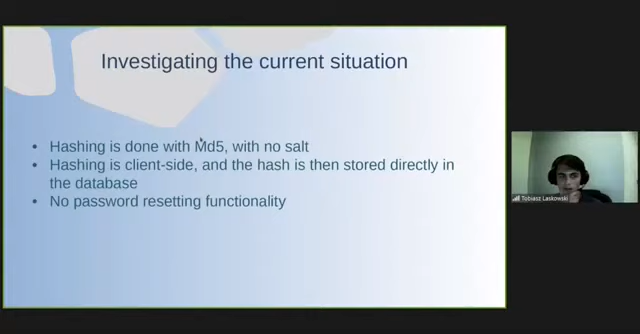 Investigating the current situation
• Hashing is done with Md5, with no salt
• Hashing is client-side, and the hash is then stored directly in
the database
• No password resetting functionality
Tobiasz Laskowski